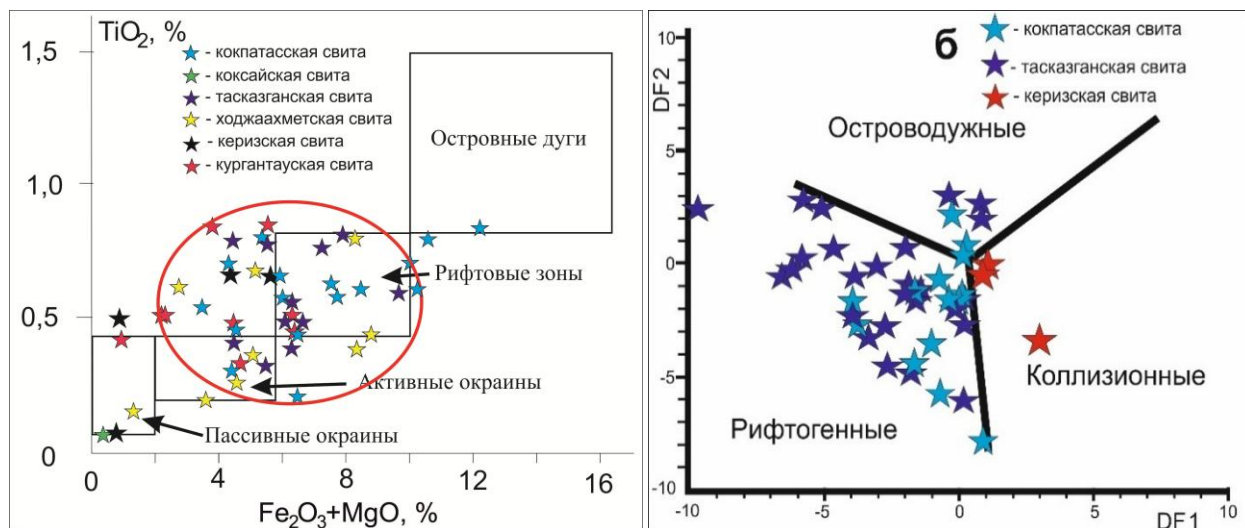 TiO₂, %
1,5
1,0
0,5
0
- кокпатасская свита
- коксайская свита
- тасказганская свита
- ходжаахметская свита
- керизская свита
- кургантауская свита
Островные дуги
Рифтовые зоны
Активные окраины
Пассивные окраины
0
4
8
12
16
Fe₂O₃+MgO, %
б
- кокпатасская свита
- тасказганская свита
- керизская свита
10
5
0
-5
-10
DF2
Островодужные
Коллизионные
Рифтогенные
-10
-5
0
5
10
DF1